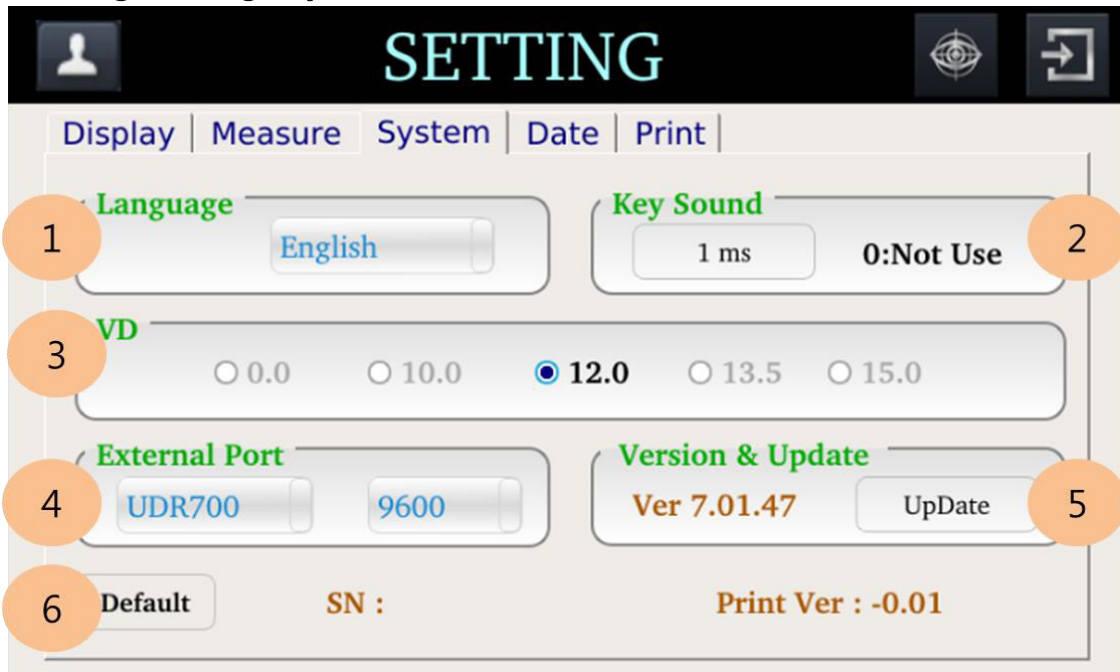 SETTING
Display | Measure System | Date | Print |
Language
1 English
Key Sound
1 ms 0:Not Use 2
VD
3 0.0 10.0 12.0 13.5 15.0
External Port
4 UDR700 9600
Version & Update
Ver 7.01.47 UpDate 5
6 Default SN : Print Ver : -0.01